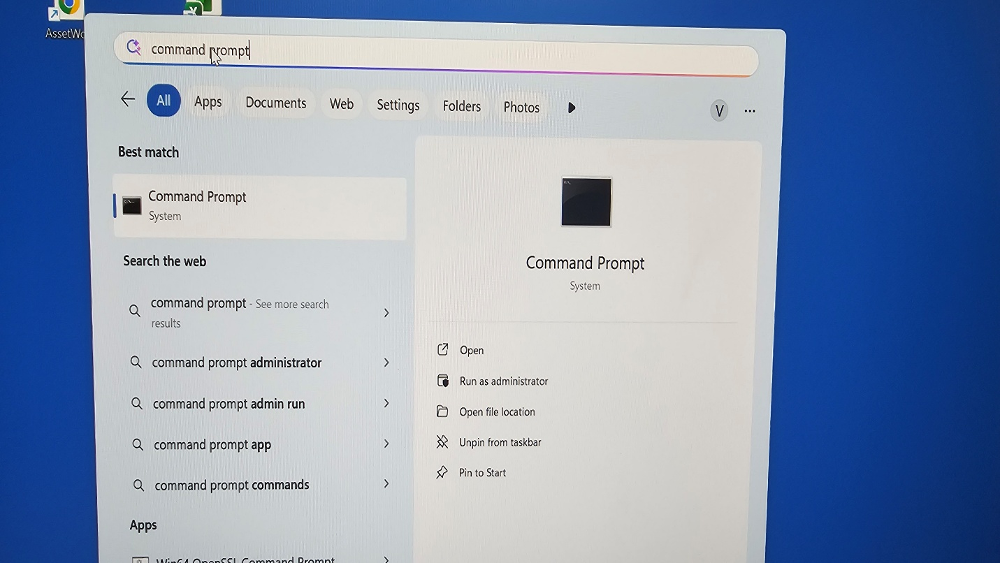 AssetWo
command prompt
All Apps Documents Web Settings Folders Photos V ...
Best match
Command Prompt
System
Search the web
command prompt - See more search
results
command prompt administrator
command prompt admin run
command prompt app
command prompt commands
Apps
Win64 OpenSSL Command Prompt
Command Prompt
System
Open
Run as administrator
Open file location
Unpin from taskbar
Pin to Start